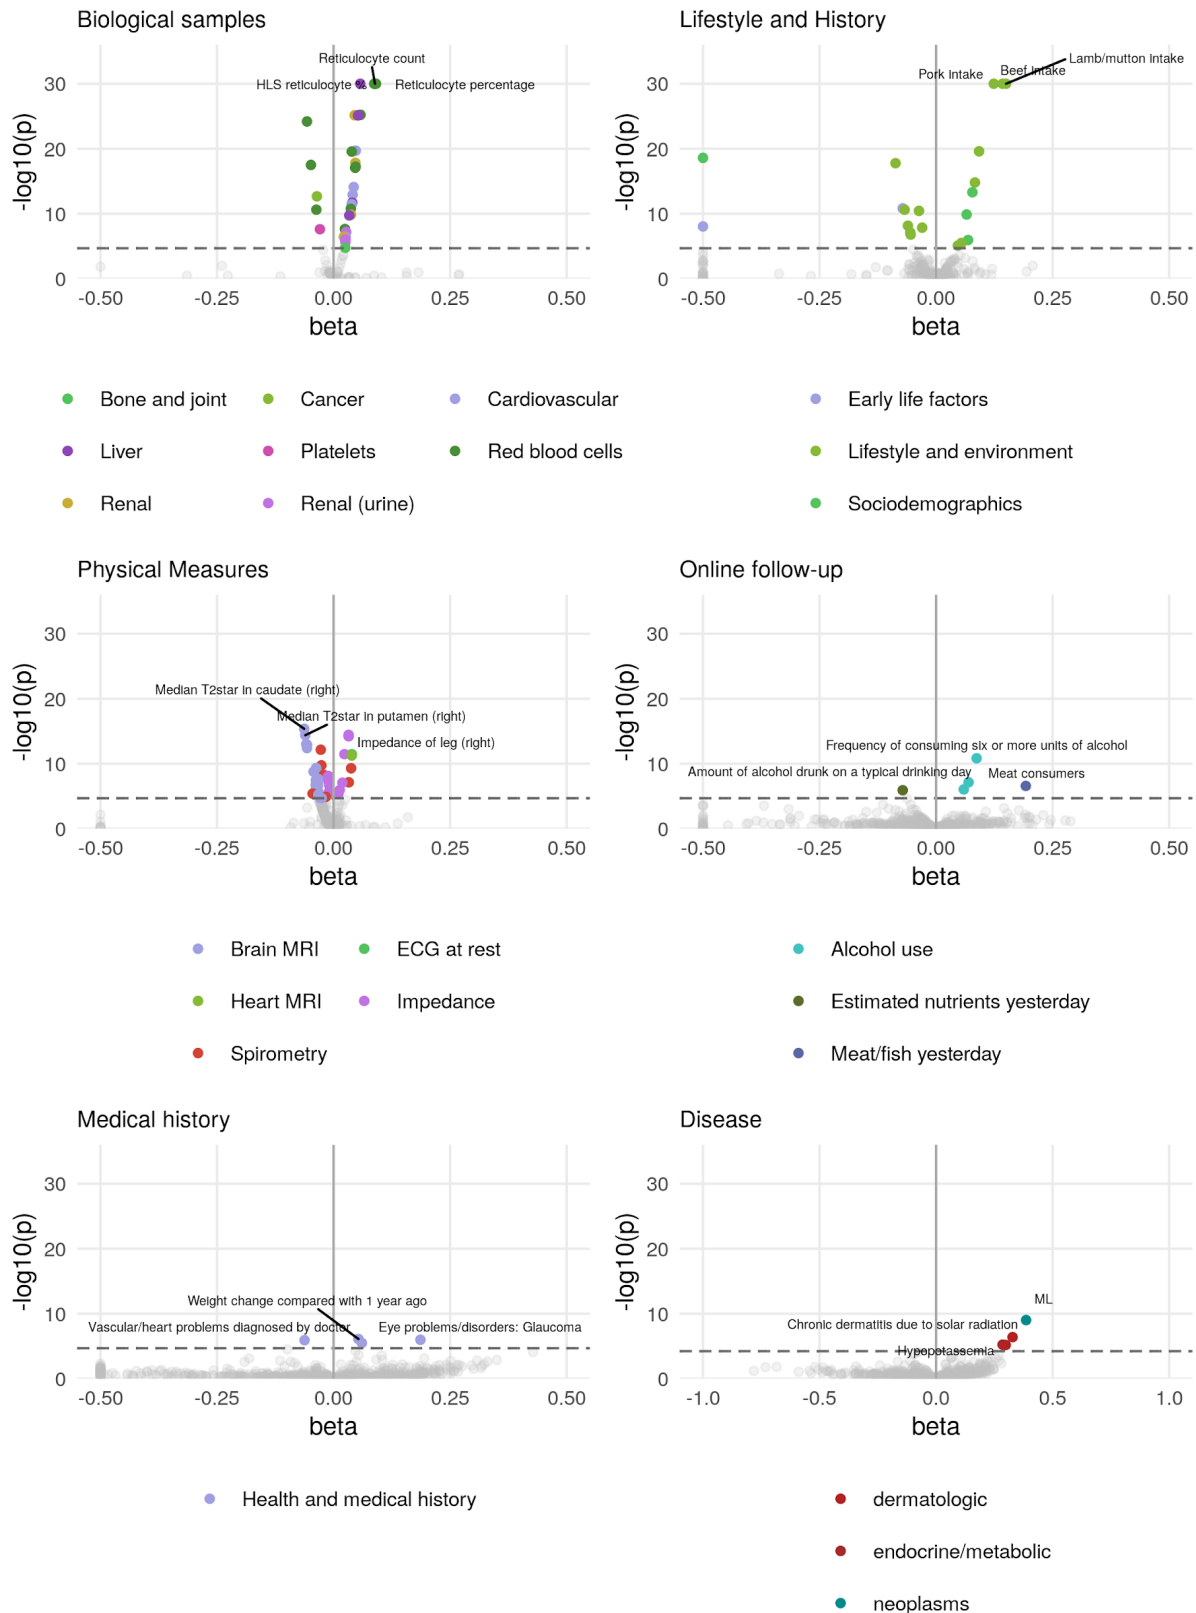 Biological samples
Reticulocyte count
HLS reticulocyte %
Reticulocyte percentage
-log10(p)
30
20
10
0
-0.50
-0.25
0.00
0.25
0.50
beta
Bone and joint
Cancer
Cardiovascular
Liver
Platelets
Red blood cells
Renal
Renal (urine)
Lifestyle and History
Lamb/mutton intake
Beef intake
Pork intake
-log10(p)
30
20
10
0
-0.50
-0.25
0.00
0.25
0.50
beta
Early life factors
Lifestyle and environment
Sociodemographics
Physical Measures
Median T2star in caudate (right)
Median T2star in putamen (right)
Impedance of leg (right)
-log10(p)
30
20
10
0
-0.50
-0.25
0.00
0.25
0.50
beta
Brain MRI
ECG at rest
Heart MRI
Impedance
Spirometry
Online follow-up
Frequency of consuming six or more units of alcohol
Amount of alcohol drunk on a typical drinking day
Meat consumers
-log10(p)
30
20
10
0
-0.50
-0.25
0.00
0.25
0.50
beta
Alcohol use
Estimated nutrients yesterday
Meat/fish yesterday
Medical history
Weight change compared with 1 year ago
Vascular/heart problems diagnosed by doctor
Eye problems/disorders: Glaucoma
-log10(p)
30
20
10
0
-0.50
-0.25
0.00
0.25
0.50
beta
Health and medical history
Disease
ML
Chronic dermatitis due to solar radiation
Hypopotassemia
-log10(p)
30
20
10
0
-1.0
-0.5
0.0
0.5
1.0
beta
dermatologic
endocrine/metabolic
neoplasms